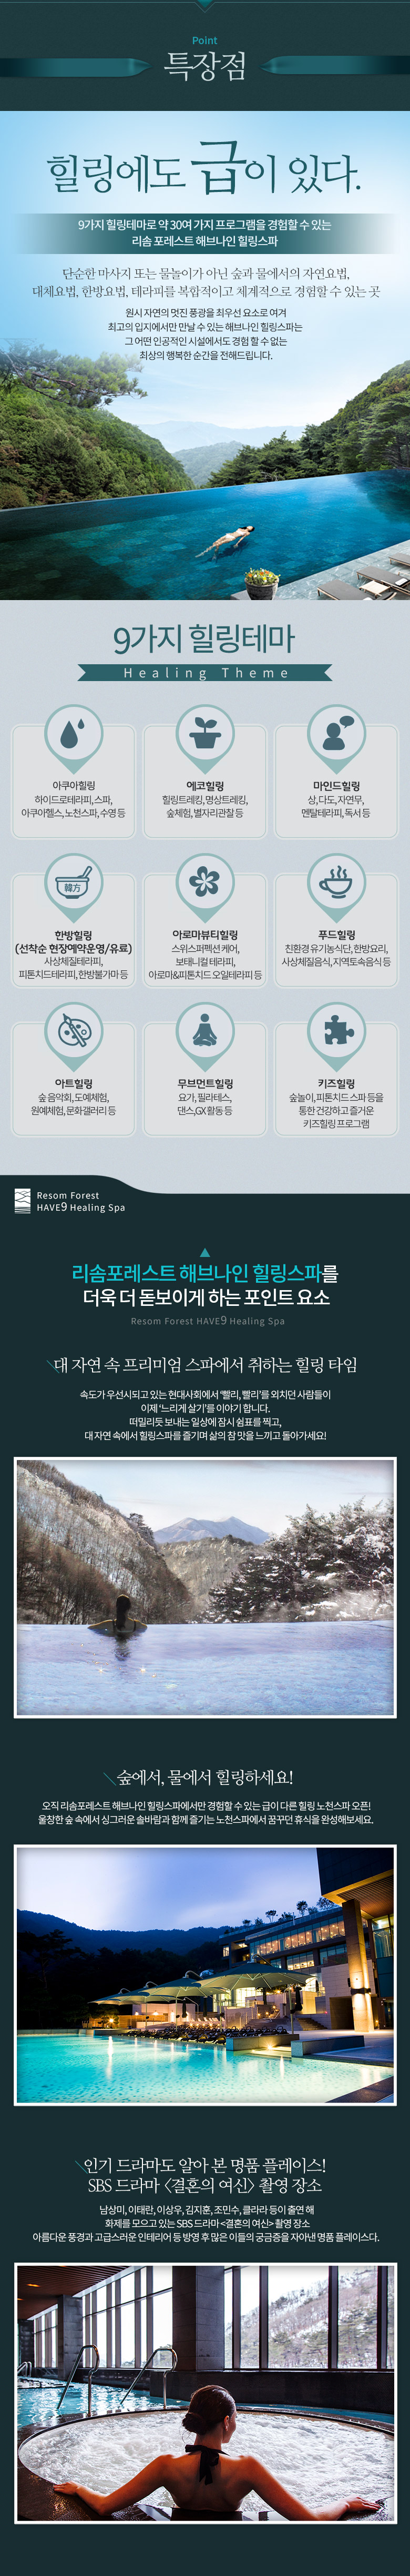 Point
특장점
힐링에도 급이 있다.
9가지 힐링테마로 약 30여 가지 프로그램을 경험할 수 있는
리솜 포레스트 해브나인 힐링스파
단순한 마사지 또는 물놀이가 아닌 숲과 물에서의 자연요법,
대체요법, 한방요법, 테라피를 복합적이고 체계적으로 경험할 수 있는 곳
원시 자연의 멋진 풍광을 최우선 요소로 여겨
최고의 입지에서만 만날 수 있는 해브나인 힐링스파는
그 어떤 인공적인 시설에서도 경험 할 수 없는
최상의 행복한 순간을 전해드립니다.
9가지 힐링테마
Healing Theme
아쿠아힐링
하이드로테라피, 스파,
아쿠아헬스, 노천스파, 수영 등
에코힐링
힐링트레킹, 명상트레킹,
숲체험, 별자리관찰 등
마인드힐링
상, 다도, 자연무,
멘탈테라피, 독서 등
韓方
한방힐링
(선착순 현장예약운영/유료)
사상체질테라피,
피톤치드테라피, 한방불가마 등
아로마뷰티힐링
스위스퍼펙션 케어,
보태니컬 테라피,
아로마&피톤치드 오일테라피 등
푸드힐링
친환경 유기농식단, 한방요리,
사상체질음식, 지역토속음식 등
아트힐링
숲 음악회, 도예체험,
원예체험, 문화갤러리 등
무브먼트힐링
요가, 필라테스,
댄스, GX 활동 등
키즈힐링
숲놀이, 피톤치드 스파 등을
통한 건강하고 즐거운
키즈힐링 프로그램
Resom Forest
HAVE9 Healing Spa
리솜포레스트 해브나인 힐링스파를
더욱 더 돋보이게 하는 포인트 요소
Resom Forest HAVE9 Healing Spa
대 자연 속 프리미엄 스파에서 취하는 힐링 타임
속도가 우선시되고 있는 현대사회에서 '빨리, 빨리'를 외치던 사람들이
이제 '느리게 살기'를 이야기 합니다.
떠밀리듯 보내는 일상에 잠시 쉼표를 찍고,
대 자연 속에서 힐링스파를 즐기며 삶의 참 맛을 느끼고 돌아가세요!
숲에서, 물에서 힐링하세요!
오직 리솜포레스트 해브나인 힐링스파에서만 경험할 수 있는 급이 다른 힐링 노천스파 오픈!
울창한 숲 속에서 싱그러운 솔바람과 함께 즐기는 노천스파에서 꿈꾸던 휴식을 완성해보세요.
인기 드라마도 알아 본 명품 플레이스!
SBS 드라마 <결혼의 여신> 촬영 장소
남상미, 이태란, 이상우, 김지훈, 조민수, 클라라 등이 출연 해
화제를 모으고 있는 SBS 드라마 <결혼의 여신> 촬영 장소
아름다운 풍경과 고급스러운 인테리어 등 방영 후 많은 이들의 궁금증을 자아낸 명품 플레이스다.